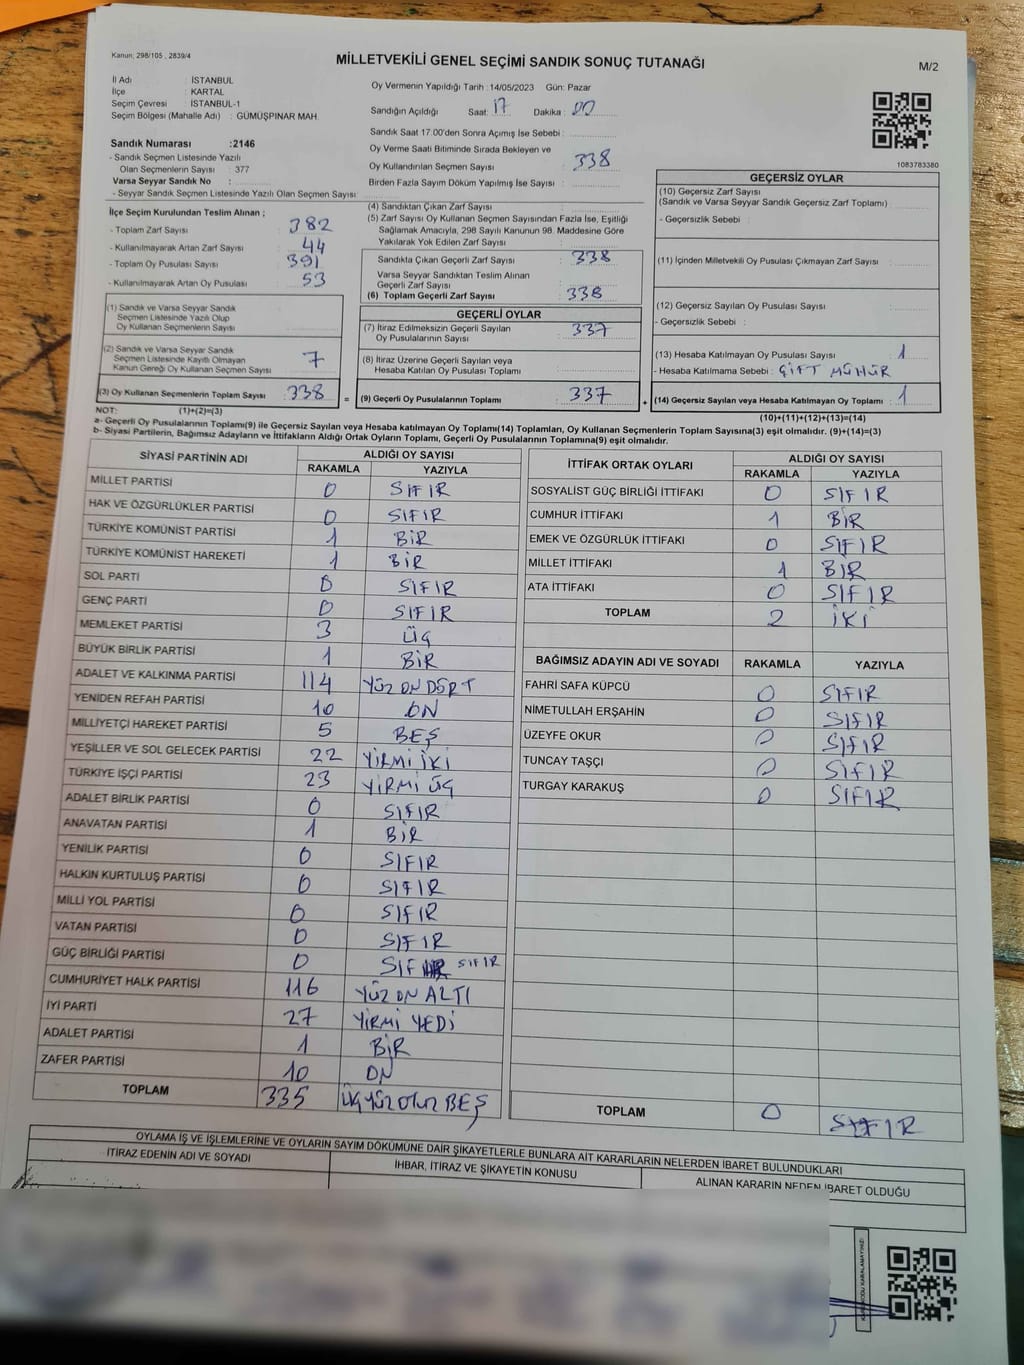 Kanun: 298/105 , 2839/4
MİLLETVEKİLİ GENEL SEÇİMİ SANDIK SONUÇ TUTANAĞI
M/2
İl Adı : İSTANBUL
İlçe : KARTAL
Seçim Çevresi : İSTANBUL-1
Seçim Bölgesi (Mahalle Adı) : GÜMÜŞPINAR MAH.
Sandık Numarası :2146
- Sandık Seçmen Listesinde Yazılı
Olan Seçmenlerin Sayısı : 377
Varsa Seyyar Sandık No :
- Seyyar Sandık Seçmen Listesinde Yazılı Olan Seçmen Sayısı :
Oy Vermenin Yapıldığı Tarih :14/05/2023 Gün: Pazar
Sandığın Açıldığı Saat: 17 Dakika : 00
Sandık Saat 17.00'den Sonra Açılmış İse Sebebi :
Oy Verme Saati Bitiminde Sırada Bekleyen ve
Oy Kullandırılan Seçmen Sayısı : 338
Birden Fazla Sayım Döküm Yapılmış İse Sayısı :
1083783380
İlçe Seçim Kurulundan Teslim Alınan ;
- Toplam Zarf Sayısı : 382
- Kullanılmayarak Artan Zarf Sayısı : 44
- Toplam Oy Pusulası Sayısı : 391
- Kullanılmayarak Artan Oy Pusulası : 53
(1) Sandık ve Varsa Seyyar Sandık
Seçmen Listesinde Yazılı Olup
Oy Kullanan Seçmenlerin Sayısı :
(2) Sandık ve Varsa Seyyar Sandık
Seçmen Listesinde Kayıtlı Olmayan
Kanun Gereği Oy Kullanan Seçmen Sayısı : 7
(3) Oy Kullanan Seçmenlerin Toplam Sayısı : 338 =
(4) Sandıktan Çıkan Zarf Sayısı :
(5) Zarf Sayısı Oy Kullanan Seçmen Sayısından Fazla İse, Eşitliği
Sağlamak Amacıyla, 298 Sayılı Kanunun 98. Maddesine Göre
Yakılarak Yok Edilen Zarf Sayısı :
Sandıkta Çıkan Geçerli Zarf Sayısı : 338
Varsa Seyyar Sandıktan Teslim Alınan
Geçerli Zarf Sayısı :
(6) Toplam Geçerli Zarf Sayısı : 338
GEÇERLİ OYLAR
(7) İtiraz Edilmeksizin Geçerli Sayılan
Oy Pusulalarının Sayısı : 337
(8) İtiraz Üzerine Geçerli Sayılan veya
Hesaba Katılan Oy Pusulası Toplamı :
(9) Geçerli Oy Pusulalarının Toplamı : 337 +
GEÇERSİZ OYLAR
(10) Geçersiz Zarf Sayısı
(Sandık ve Varsa Seyyar Sandık Geçersiz Zarf Toplamı) :
- Geçersizlik Sebebi :
(11) İçinden Milletvekili Oy Pusulası Çıkmayan Zarf Sayısı :
(12) Geçersiz Sayılan Oy Pusulası Sayısı :
- Geçersizlik Sebebi :
(13) Hesaba Katılmayan Oy Pusulası Sayısı : 1
- Hesaba Katılmama Sebebi : ÇİFT MÜHÜR
(14) Geçersiz Sayılan veya Hesaba Katılmayan Oy Toplamı : 1
NOT: (1)+(2)=(3)
(10)+(11)+(12)+(13)=(14)
a- Geçerli Oy Pusulalarının Toplamı(9) ile Geçersiz Sayılan veya Hesaba katılmayan Oy Toplamı(14) Toplamları, Oy Kullanan Seçmenlerin Toplam Sayısına(3) eşit olmalıdır. (9)+(14)=(3)
b- Siyasi Partilerin, Bağımsız Adayların ve İttifakların Aldığı Ortak Oyların Toplamı, Geçerli Oy Pusulalarının Toplamına(9) eşit olmalıdır.
SİYASİ PARTİNİN ADI ALDIĞI OY SAYISI
RAKAMLA YAZIYLA
MİLLET PARTİSİ 0 SIFIR
HAK VE ÖZGÜRLÜKLER PARTİSİ 0 SIFIR
TÜRKİYE KOMÜNİST PARTİSİ 1 BİR
TÜRKİYE KOMÜNİST HAREKETİ 1 BİR
SOL PARTİ 0 SIFIR
GENÇ PARTİ 0 SIFIR
MEMLEKET PARTİSİ 3 ÜÇ
BÜYÜK BİRLİK PARTİSİ 1 BİR
ADALET VE KALKINMA PARTİSİ 114 YÜZ ON DÖRT
YENİDEN REFAH PARTİSİ 10 ON
MİLLİYETÇİ HAREKET PARTİSİ 5 BEŞ
YEŞİLLER VE SOL GELECEK PARTİSİ 22 YİRMİ İKİ
TÜRKİYE İŞÇİ PARTİSİ 23 YİRMİ ÜÇ
ADALET BİRLİK PARTİSİ 0 SIFIR
ANAVATAN PARTİSİ 1 BİR
YENİLİK PARTİSİ 0 SIFIR
HALKIN KURTULUŞ PARTİSİ 0 SIFIR
MİLLİ YOL PARTİSİ 0 SIFIR
VATAN PARTİSİ 0 SIFIR
GÜÇ BİRLİĞİ PARTİSİ 0 SIFIR SIFIR
CUMHURİYET HALK PARTİSİ 116 YÜZ ON ALTI
İYİ PARTİ 27 YİRMİ YEDİ
ADALET PARTİSİ 1 BİR
ZAFER PARTİSİ 10 ON
TOPLAM 335 ÜÇ YÜZ OTUZ BEŞ
İTTİFAK ORTAK OYLARI ALDIĞI OY SAYISI
RAKAMLA YAZIYLA
SOSYALİST GÜÇ BİRLİĞİ İTTİFAKI 0 SIFIR
CUMHUR İTTİFAKI 1 BİR
EMEK VE ÖZGÜRLÜK İTTİFAKI 0 SIFIR
MİLLET İTTİFAKI 1 BİR
ATA İTTİFAKI 0 SIFIR
TOPLAM 2 İKİ
BAĞIMSIZ ADAYIN ADI VE SOYADI RAKAMLA YAZIYLA
FAHRİ SAFA KÜPCÜ 0 SIFIR
NİMETULLAH ERŞAHİN 0 SIFIR
ÜZEYFE OKUR 0 SIFIR
TUNCAY TAŞÇI 0 SIFIR
TURGAY KARAKUŞ 0 SIFIR
TOPLAM 0 SIFIR
OYLAMA İŞ VE İŞLEMLERİNE VE OYLARIN SAYIM DÖKÜMÜNE DAİR ŞİKAYETLERLE BUNLARA AİT KARARLARIN NELERDEN İBARET BULUNDUKLARI
İTİRAZ EDENİN ADI VE SOYADI İHBAR, İTİRAZ VE ŞİKAYETİN KONUSU ALINAN KARARIN NEDEN İBARET OLDUĞU